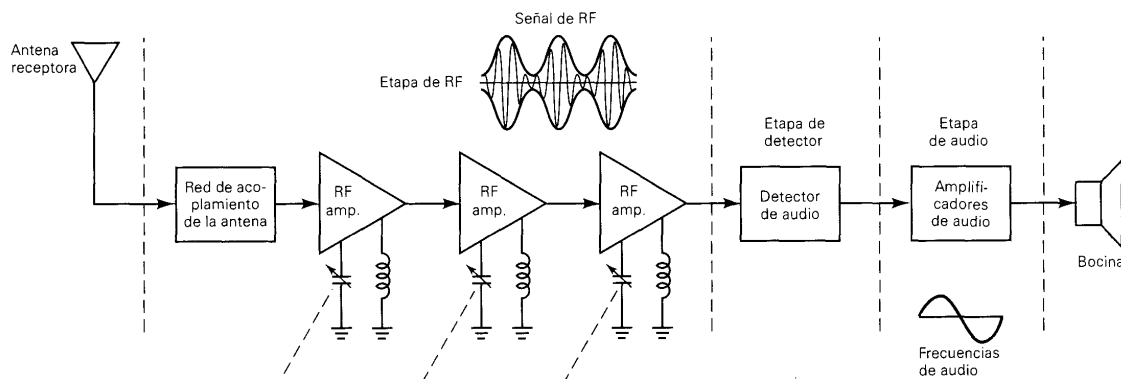 Señal de RF
Antena
receptora
Etapa de RF
Etapa de
detector
Etapa
de audio
Red de aco-
plamiento
de la antena
RF
amp.
RF
amp.
RF
amp.
Detector
de audio
Amplifi-
cadores
de audio
Bocina
Frecuencias
de audio